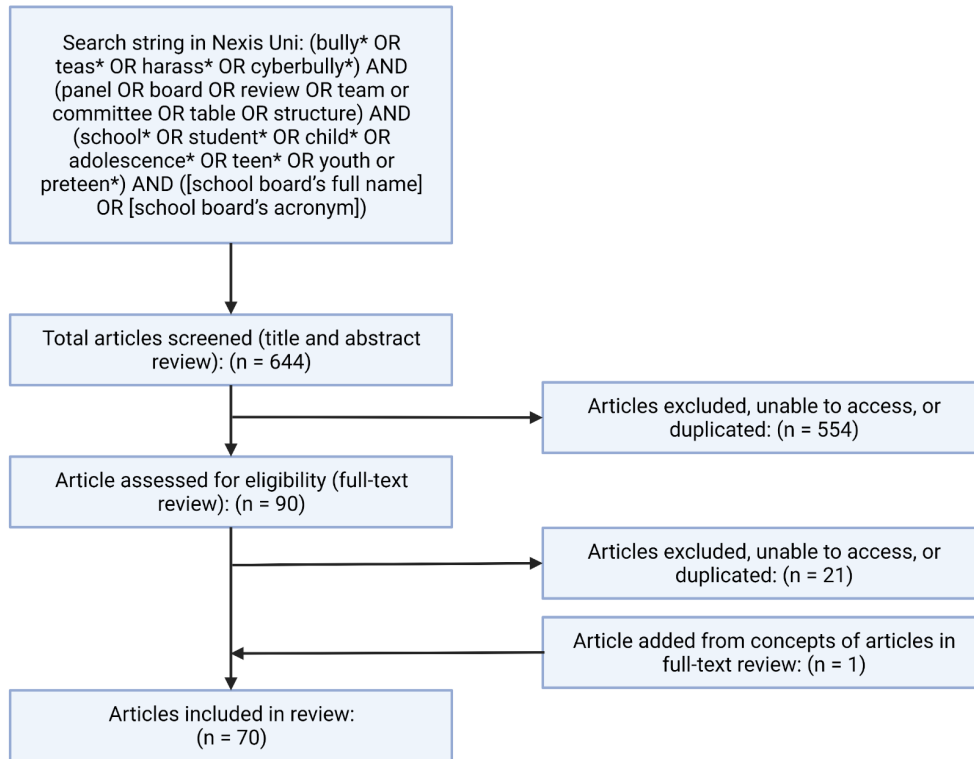 Search string in Nexis Uni: (bully* OR
teas* OR harass* OR cyberbully*) AND
(panel OR board OR review OR team or
committee OR table OR structure) AND
(school* OR student* OR child* OR
adolescence* OR teen* OR youth or
preteen*) AND ([school board's full name]
OR [school board's acronym])
Total articles screened (title and abstract
review): (n = 644)
Articles excluded, unable to access, or
duplicated: (n = 554)
Article assessed for eligibility (full-text
review): (n = 90)
Articles excluded, unable to access, or
duplicated: (n = 21)
Article added from concepts of articles in
full-text review: (n = 1)
Articles included in review:
(n = 70)